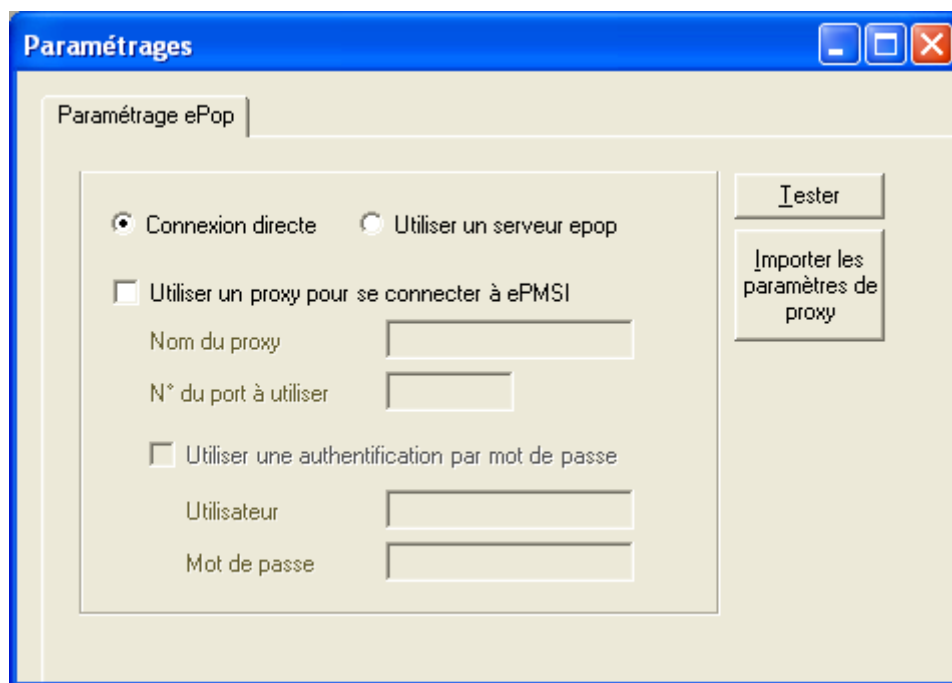 Paramétrages
Paramétrage ePop
Connexion directe
Utiliser un serveur epop
Tester
Importer les
paramètres de
proxy
Utiliser un proxy pour se connecter à ePMSI
Nom du proxy
N° du port à utiliser
Utiliser une authentification par mot de passe
Utilisateur
Mot de passe